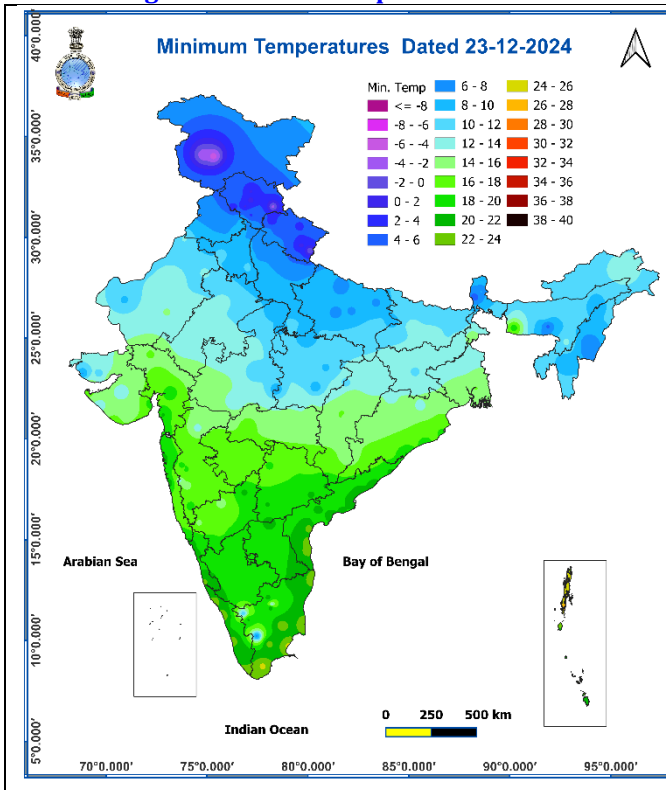 Minimum Temperatures Dated 23-12-2024
Min. Temp
<= -8
-8 - -6
-6 - -4
-4 - -2
-2 - 0
0 - 2
2 - 4
4 - 6
6 - 8
8 - 10
10 - 12
12 - 14
14 - 16
16 - 18
18 - 20
20 - 22
22 - 24
24 - 26
26 - 28
28 - 30
30 - 32
32 - 34
34 - 36
36 - 38
38 - 40
40°0.000'
35°0.000'
30°0.000'
25°0.000'
20°0.000'
15°0.000'
10°0.000'
5°0.000'
Arabian Sea
Bay of Bengal
Indian Ocean
0 250 500 km
70°0.000' 75°0.000' 80°0.000' 85°0.000' 90°0.000' 95°0.000'